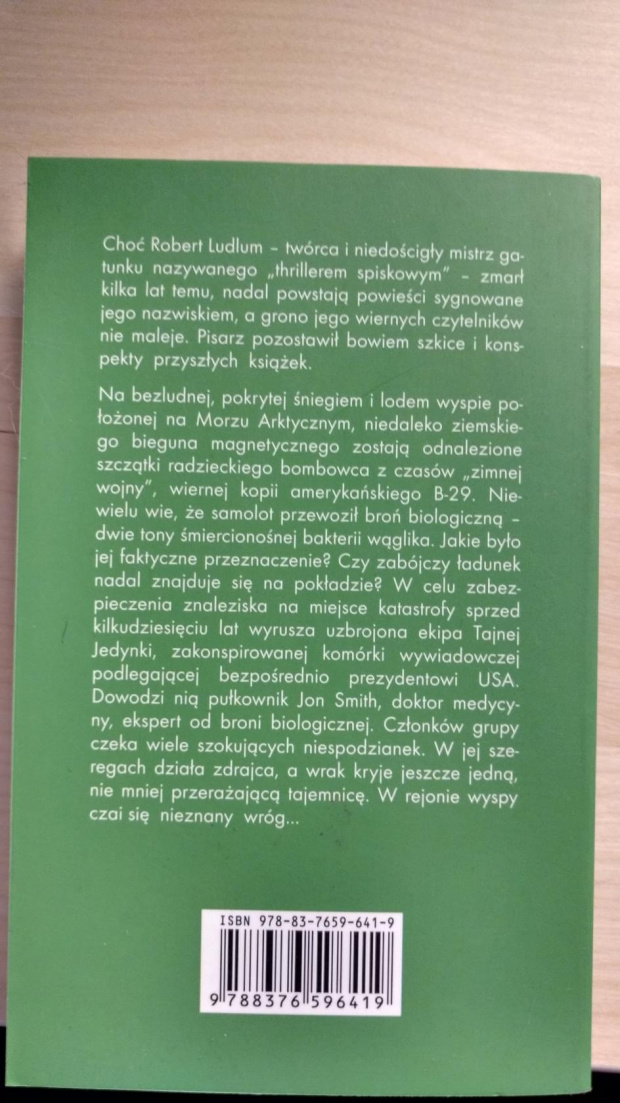 Choć Robert Ludlum – twórca i niedościgły mistrz ga-
tunku nazywanego „thrillerem spiskowym” – zmarł
kilka lat temu, nadal powstają powieści sygnowane
jego nazwiskiem, a grono jego wiernych czytelników
nie maleje. Pisarz pozostawił bowiem szkice i kons-
pekty przyszłych książek.
Na bezludnej, pokrytej śniegiem i lodem wyspie po-
łożonej na Morzu Arktycznym, niedaleko ziemskie-
go bieguna magnetycznego zostają odnalezione
szczątki radzieckiego bombowca z czasów „zimnej
wojny”, wiernej kopii amerykańskiego B-29. Nie-
wielu wie, że samolot przewoził broń biologiczną –
dwie tony śmiercionośnej bakterii wąglika. Jakie było
jej faktyczne przeznaczenie? Czy zabójczy ładunek
nadal znajduje się na pokładzie? W celu zabez-
pieczenia znaleziska na miejsce katastrofy sprzed
kilkudziesięciu lat wyrusza uzbrojona ekipa Tajnej
Jedynki, zakonspirowanej komórki wywiadowczej
podlegającej bezpośrednio prezydentowi USA.
Dowodzi nią pułkownik Jon Smith, doktor medycy-
ny, ekspert od broni biologicznej. Członków grupy
czeka wiele szokujących niespodzianek. W jej sze-
regach działa zdrajca, a wrak kryje jeszcze jedną,
nie mniej przerażającą tajemnicę. W rejonie wyspy
czai się nieznany wróg...
ISBN 978-83-7659-641-9
9 788376 596419